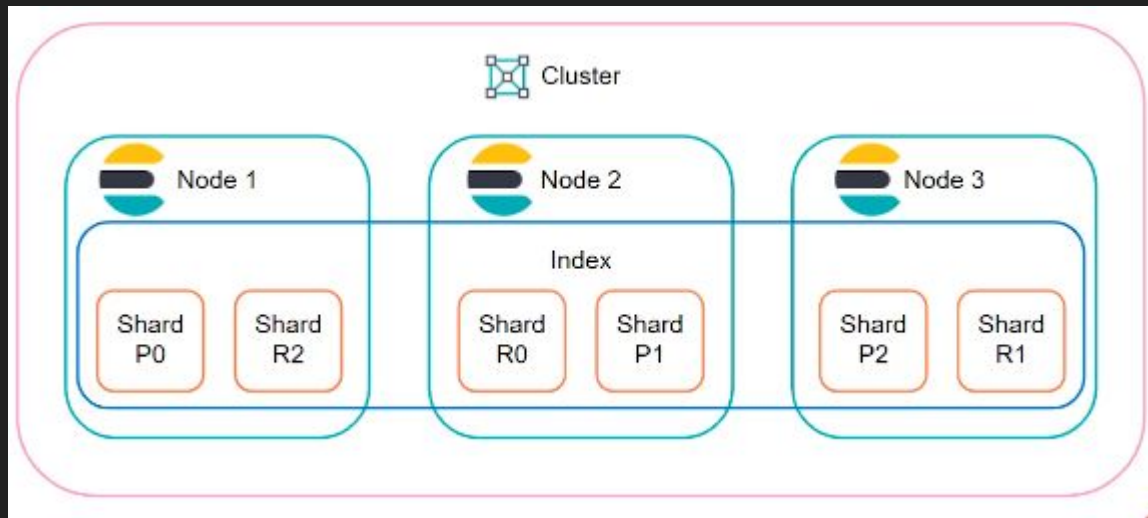 Cluster
Node 1
Node 2
Node 3
Index
Shard
P0
Shard
R2
Shard
R0
Shard
P1
Shard
P2
Shard
R1